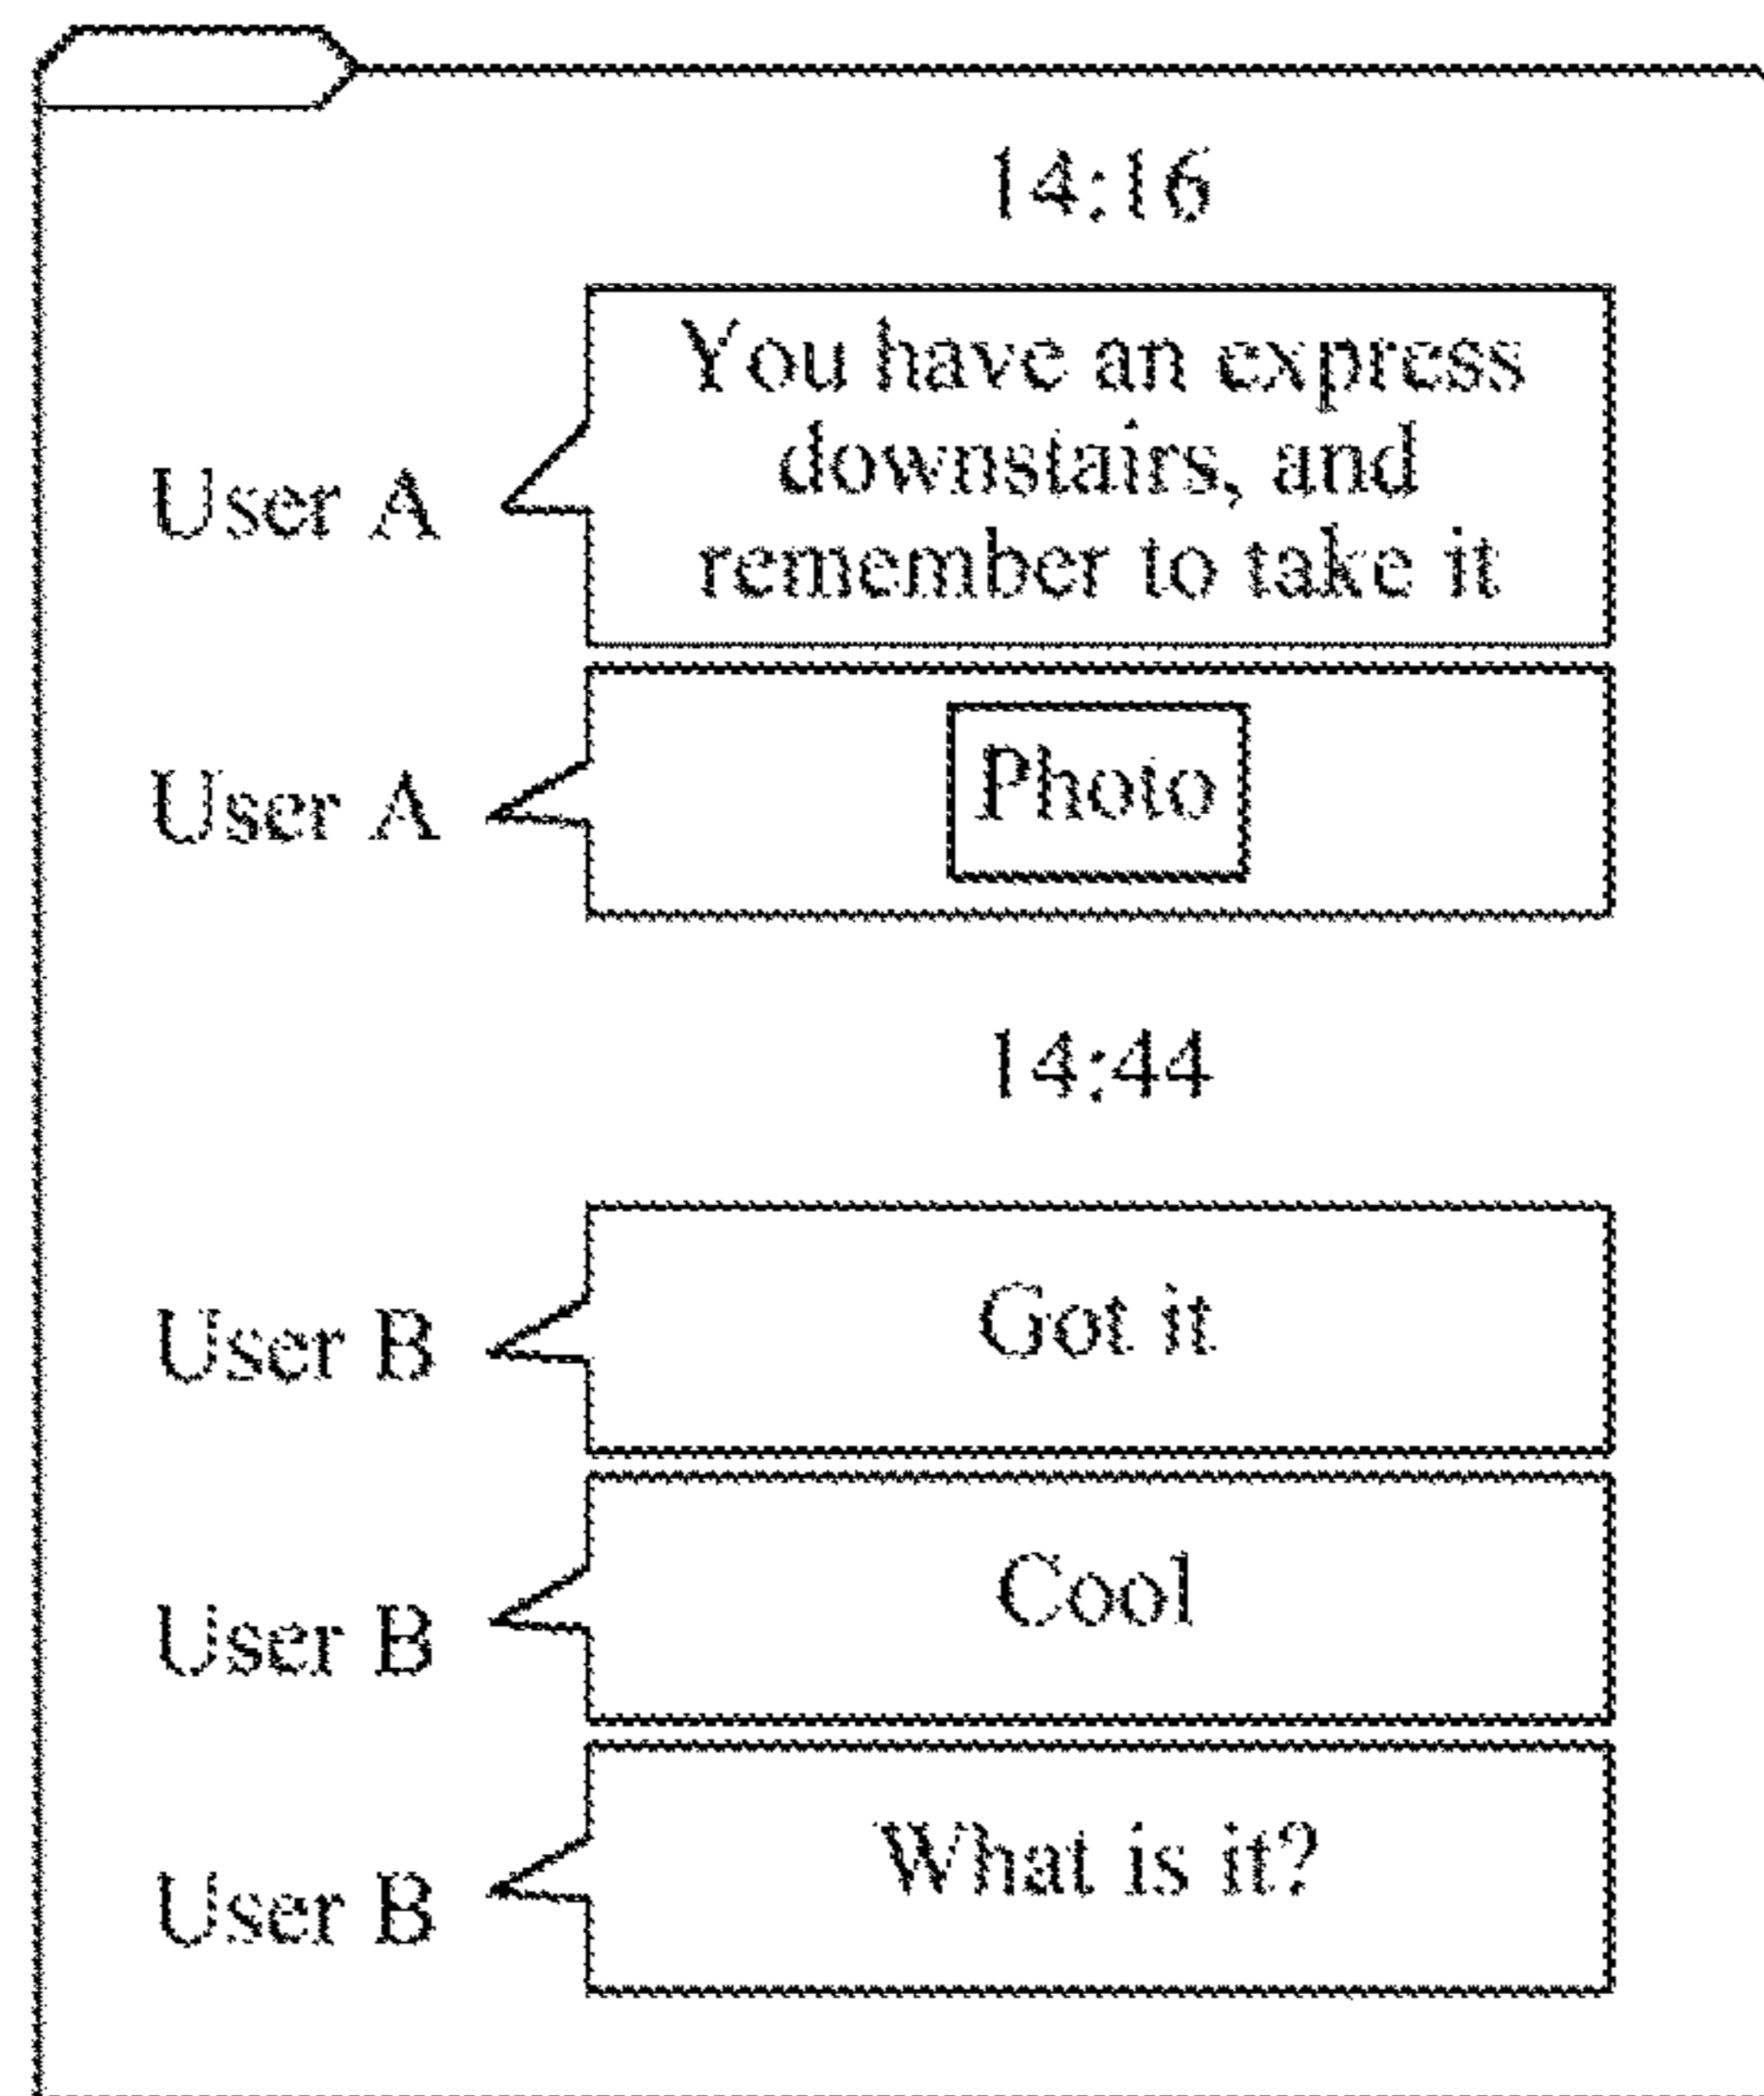 14:16
You have an express
downstairs, and
User A
remember to take it
User A
Photo
14:44
User B
Got it
User B
Cool
User B
What is it?